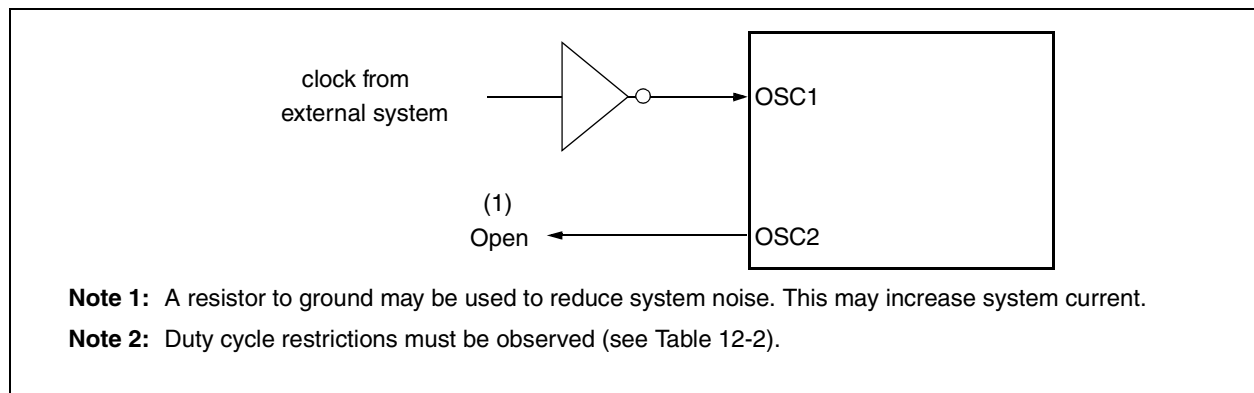 clock from
external system
OSC1
(1)
Open
OSC2
Note 1: A resistor to ground may be used to reduce system noise. This may increase system current.
Note 2: Duty cycle restrictions must be observed (see Table 12-2).